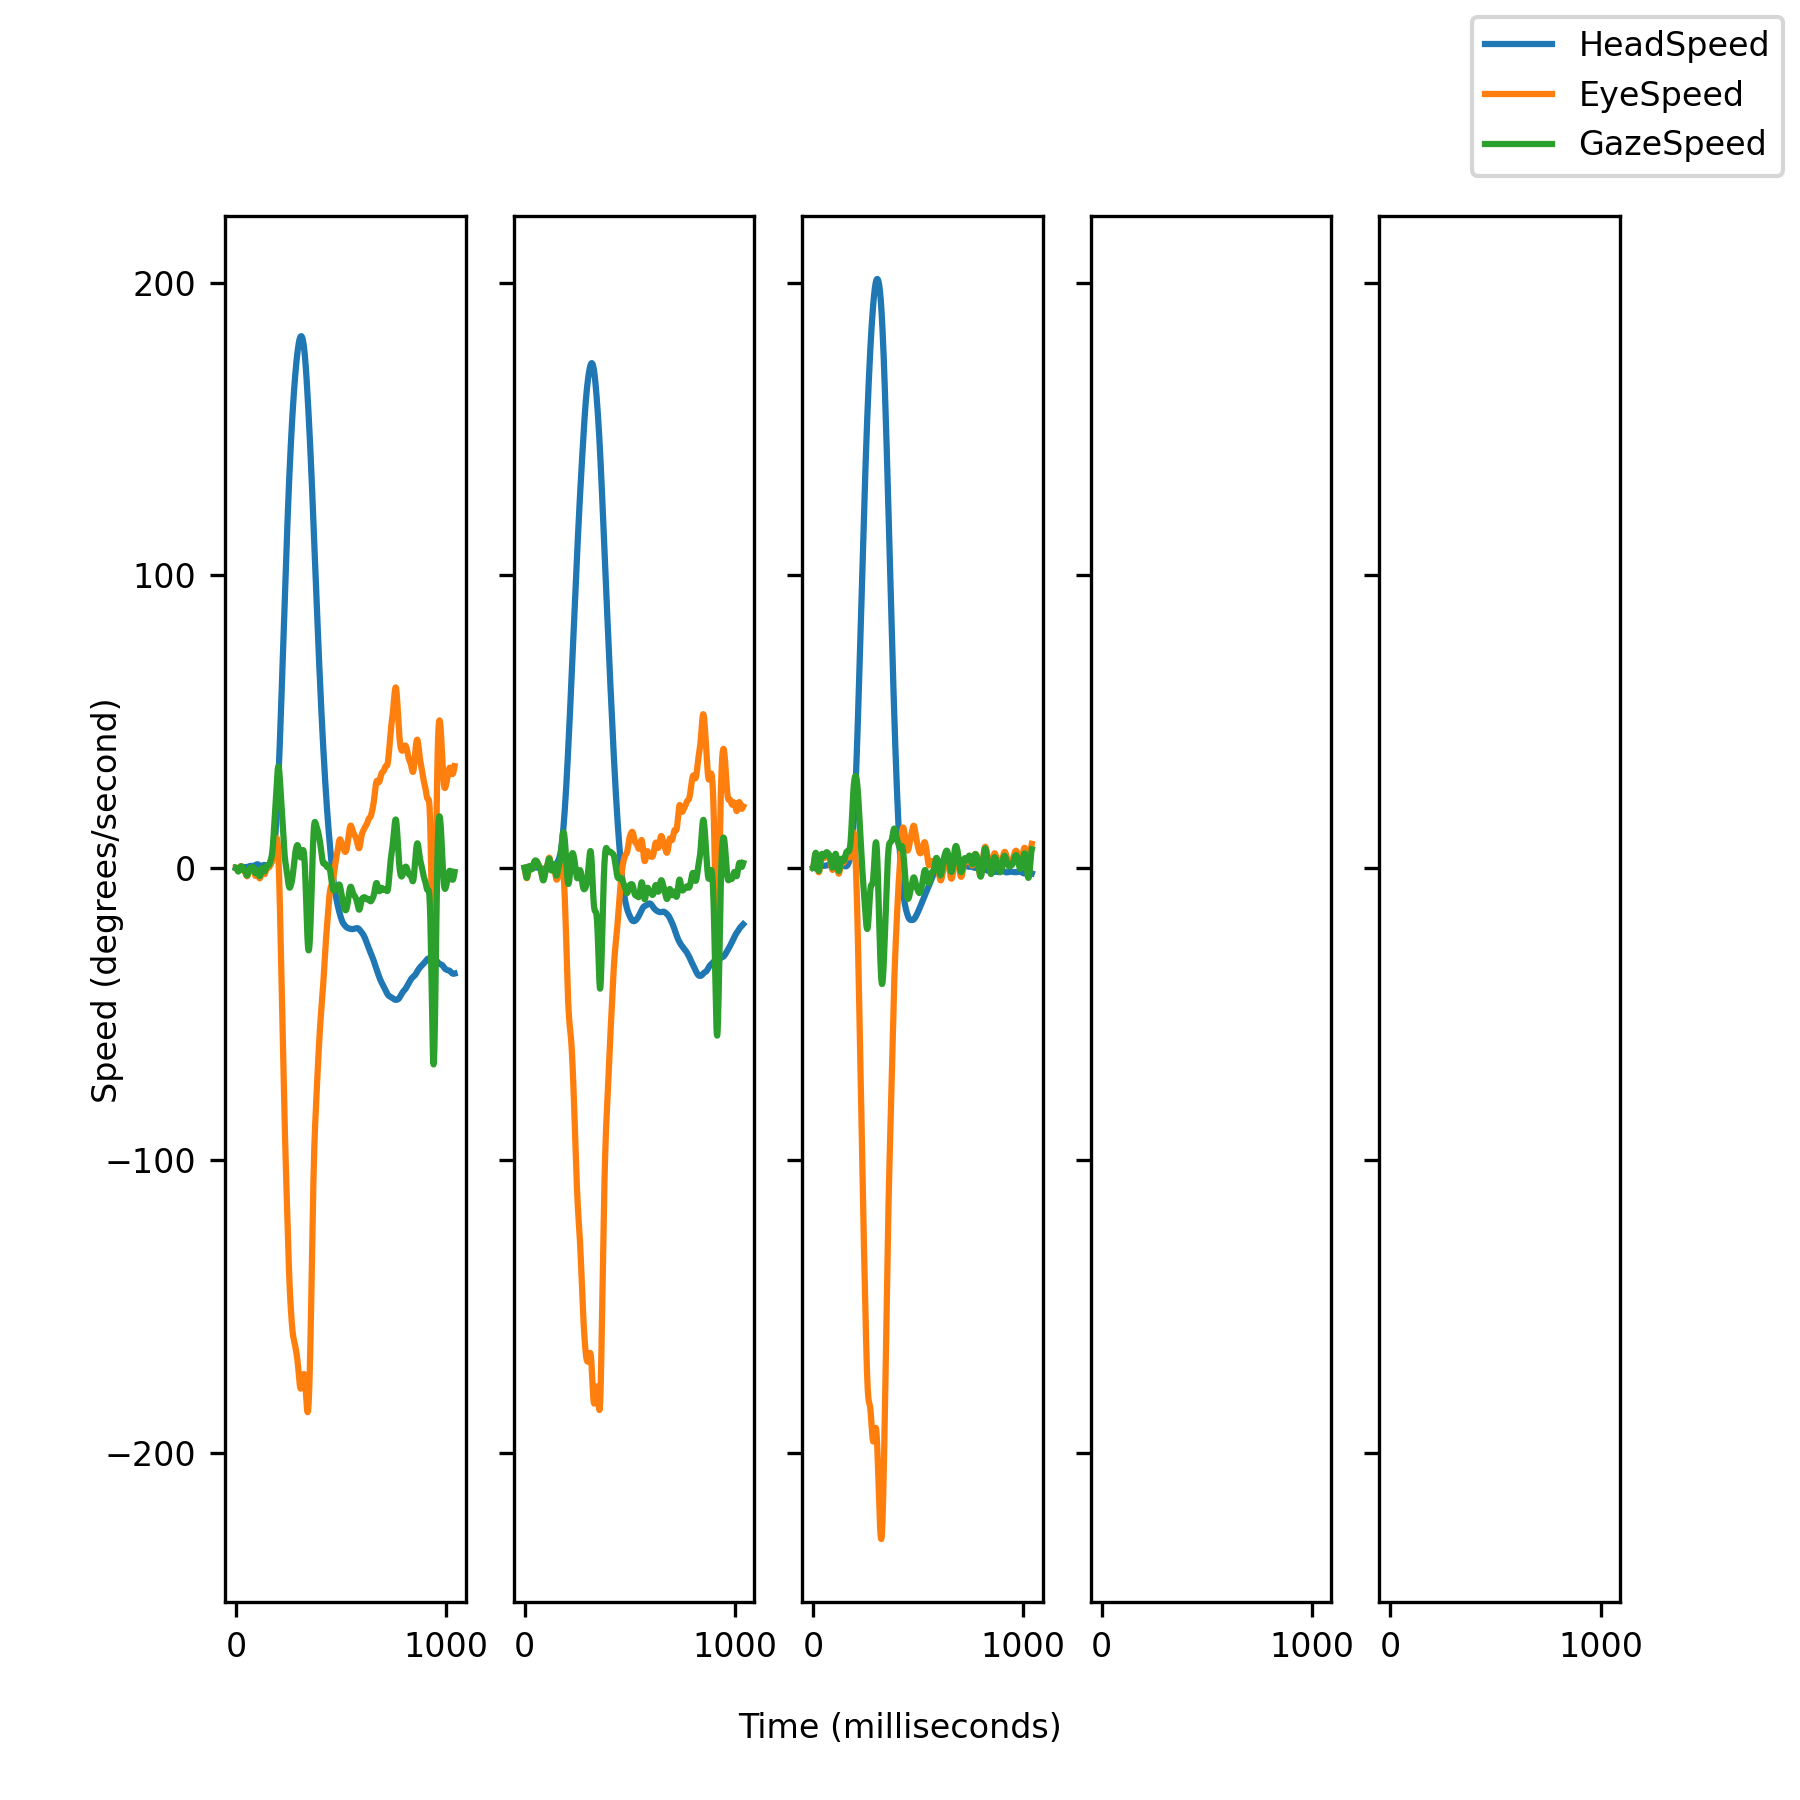 HeadSpeed
EyeSpeed
GazeSpeed
200
100
0
−100
−200
Speed (degrees/second)
0 1000 0 1000 0 1000 0 1000 0 1000
Time (milliseconds)